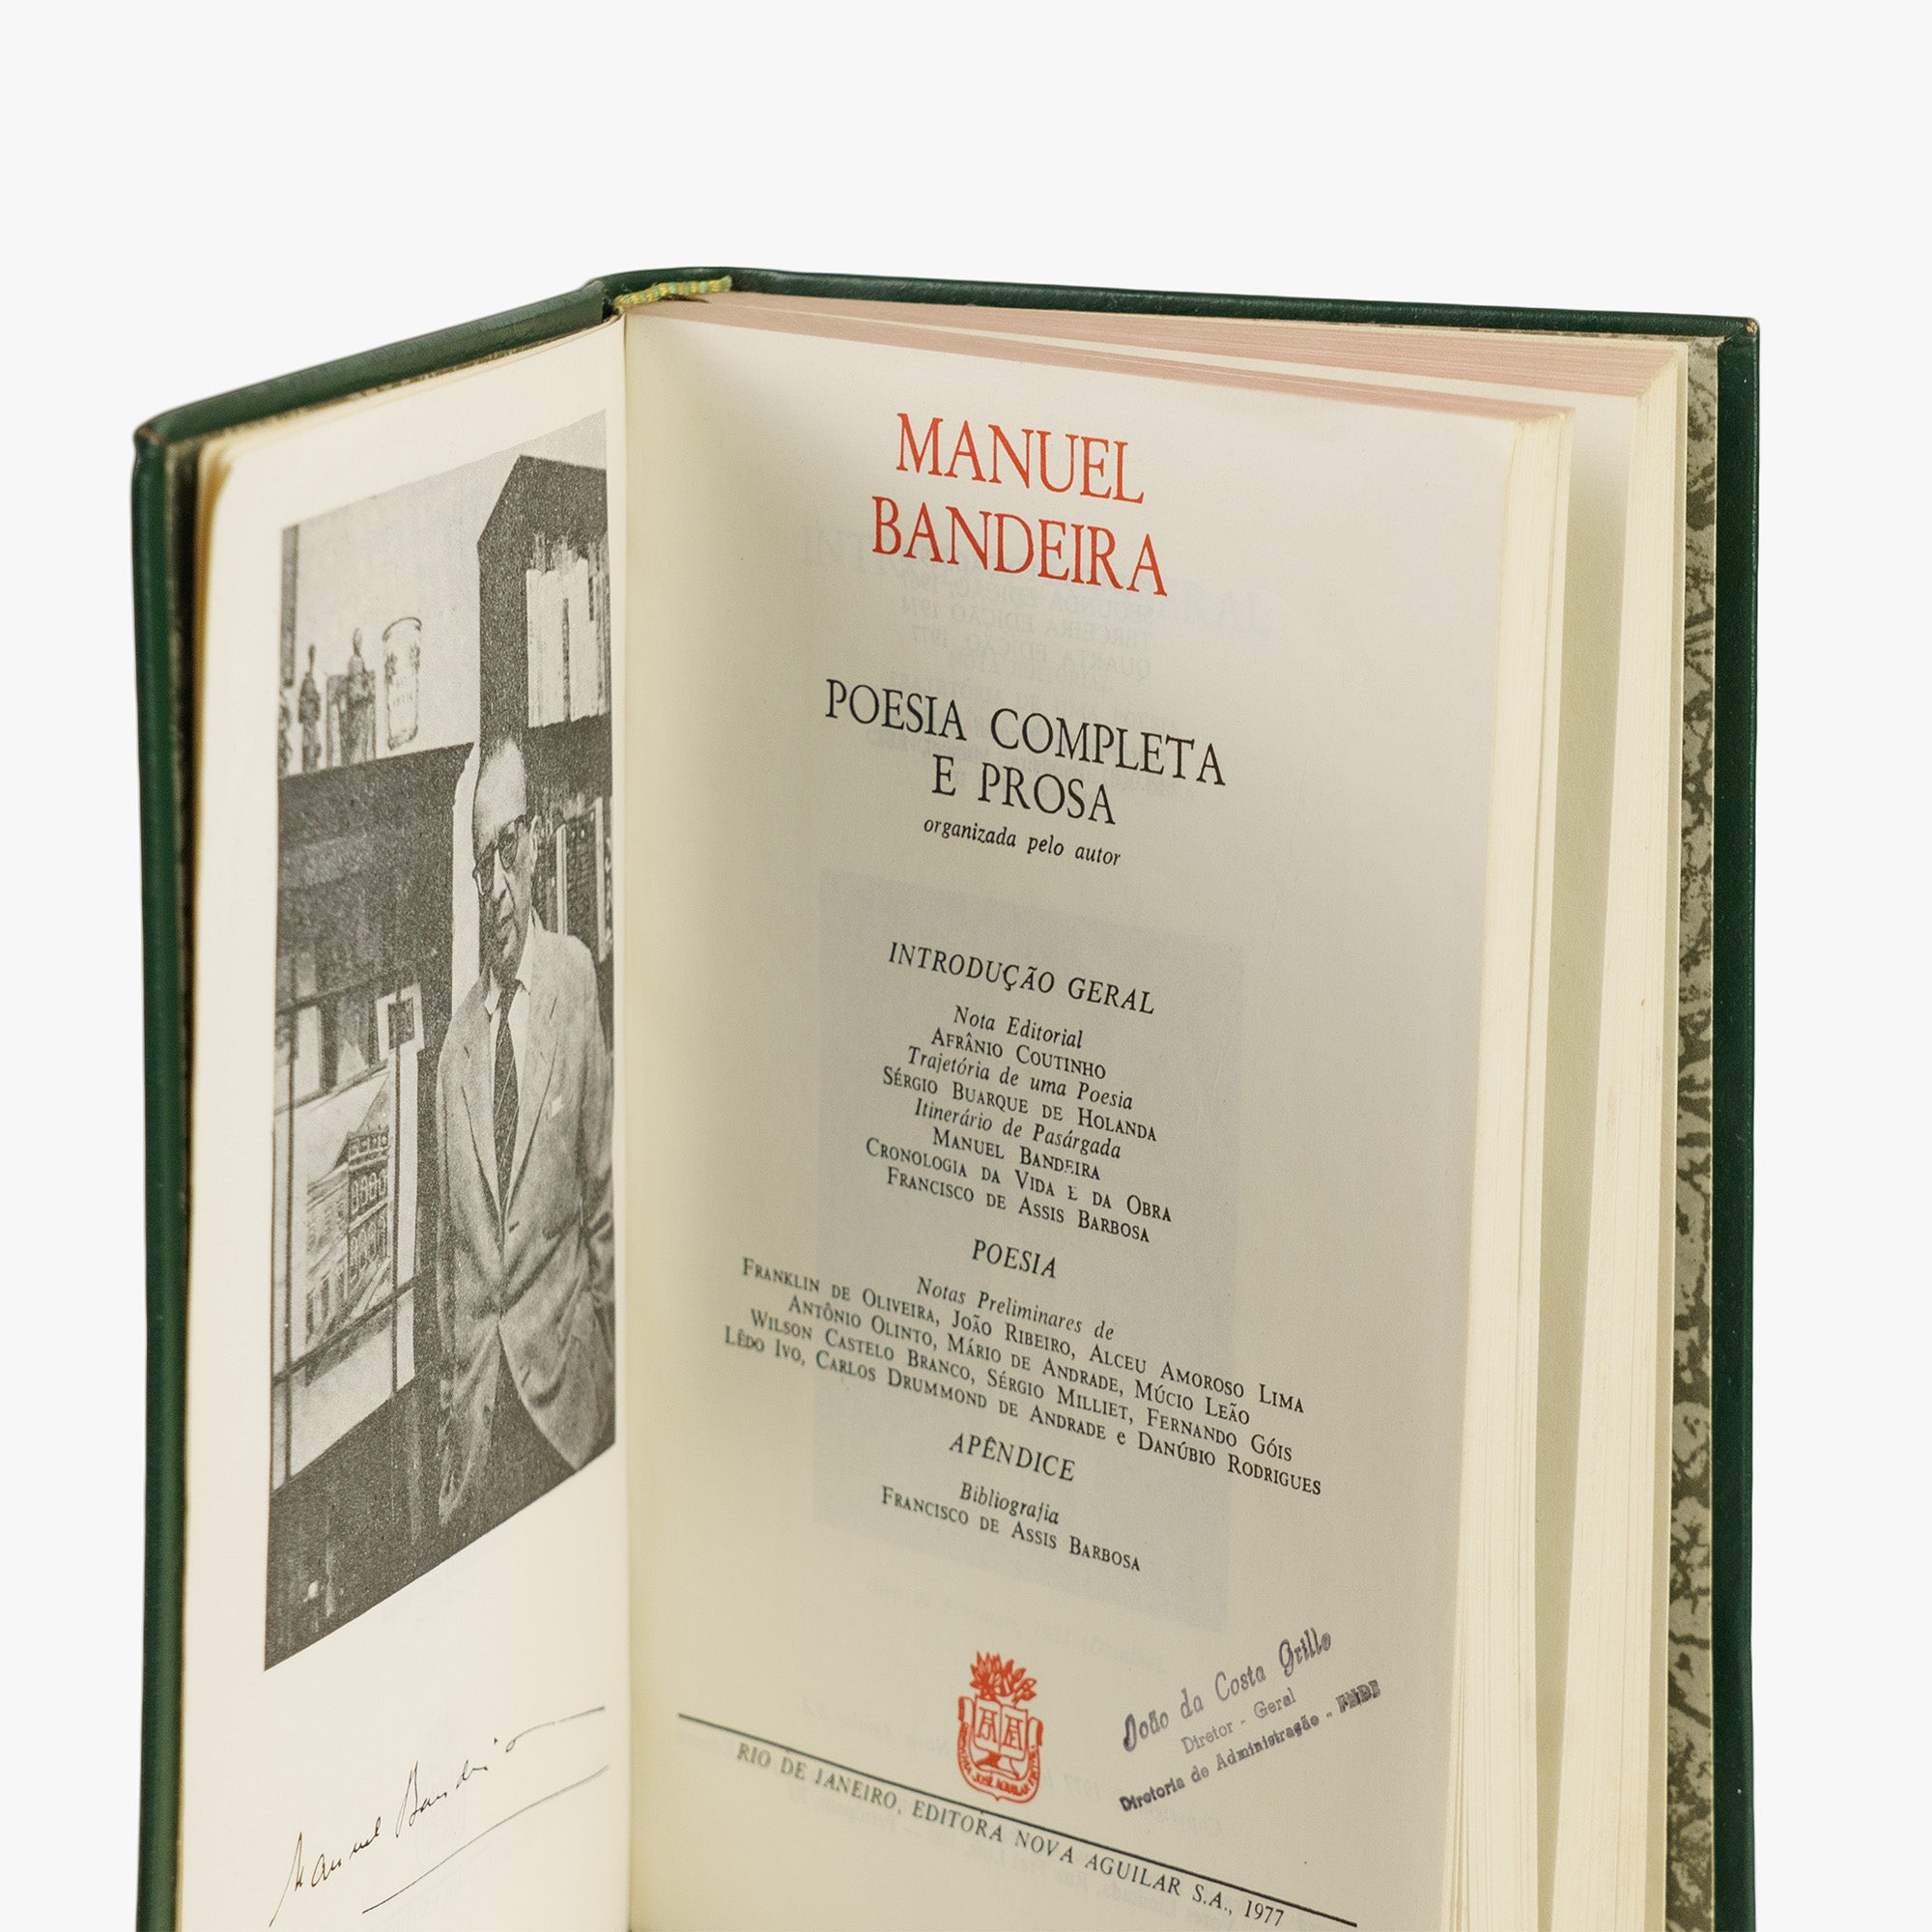 Manuel Bandeira
MANUEL
BANDEIRA
POESIA COMPLETA
E PROSA
organizada pelo autor
INTRODUÇÃO GERAL
Nota Editorial
AFRÂNIO COUTINHO
Trajetória de uma Poesia
SÉRGIO BUARQUE DE HOLANDA
Itinerário de Pasárgada
MANUEL BANDEIRA
CRONOLOGIA DA VIDA E DA OBRA
FRANCISCO DE ASSIS BARBOSA
POESIA
Notas Preliminares de
FRANKLIN DE OLIVEIRA, JOÃO RIBEIRO, ALCEU AMOROSO LIMA
ANTÔNIO OLINTO, MÁRIO DE ANDRADE, MÚCIO LEÃO
WILSON CASTELO BRANCO, SÉRGIO MILLIET, FERNANDO GÓIS
LÊDO IVO, CARLOS DRUMMOND DE ANDRADE e DANÚBIO RODRIGUES
APÊNDICE
Bibliografia
FRANCISCO DE ASSIS BARBOSA
João da Costa Grillo
Diretor - Geral
Diretoria de Administração - FNDE
RIO DE JANEIRO, EDITORA NOVA AGUILAR S.A., 1977